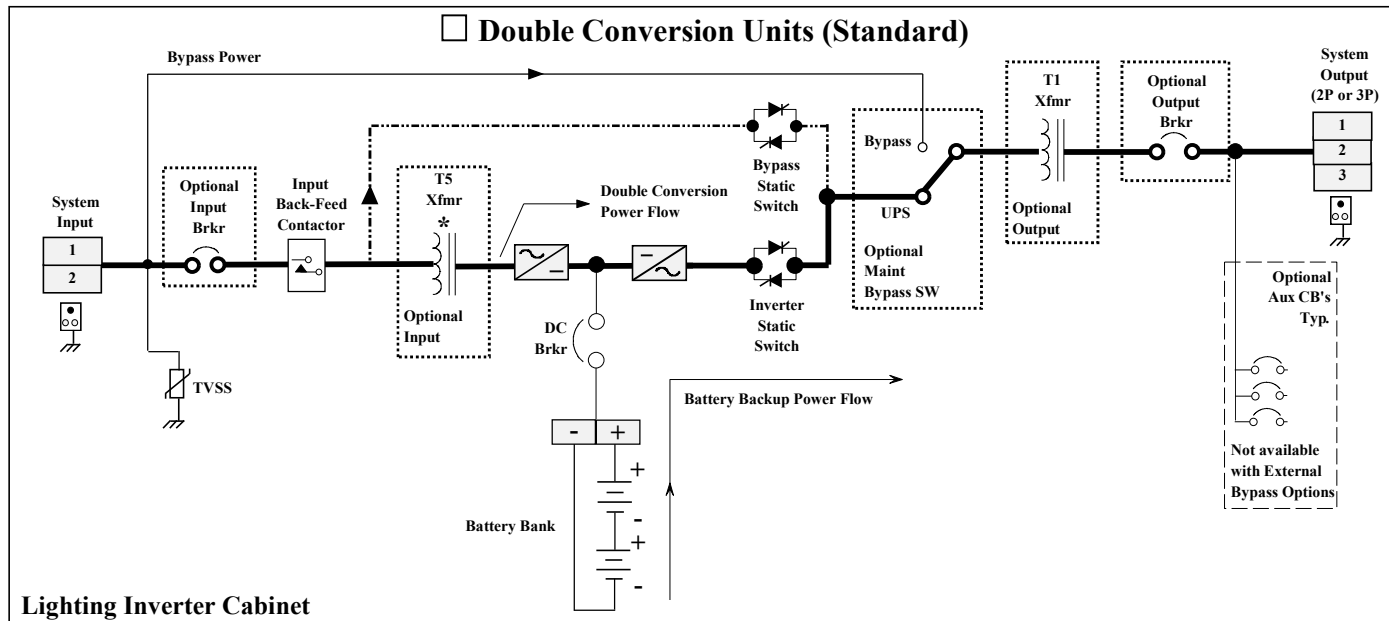 Double Conversion Units (Standard)
Bypass Power
System
Input
1
2
TVSS
Optional
Input
Brkr
Input
Back-Feed
Contactor
T5
Xfmr
*
Optional
Input
Double Conversion
Power Flow
DC
Brkr
- +
+
-
+
-
Battery Bank
Battery Backup Power Flow
Bypass
Static
Switch
Inverter
Static
Switch
Bypass
UPS
Optional
Maint
Bypass SW
T1
Xfmr
Optional
Output
Optional
Output
Brkr
System
Output
(2P or 3P)
1
2
3
Optional
Aux CB's
Typ.
Not available
with External
Bypass Options
Lighting Inverter Cabinet